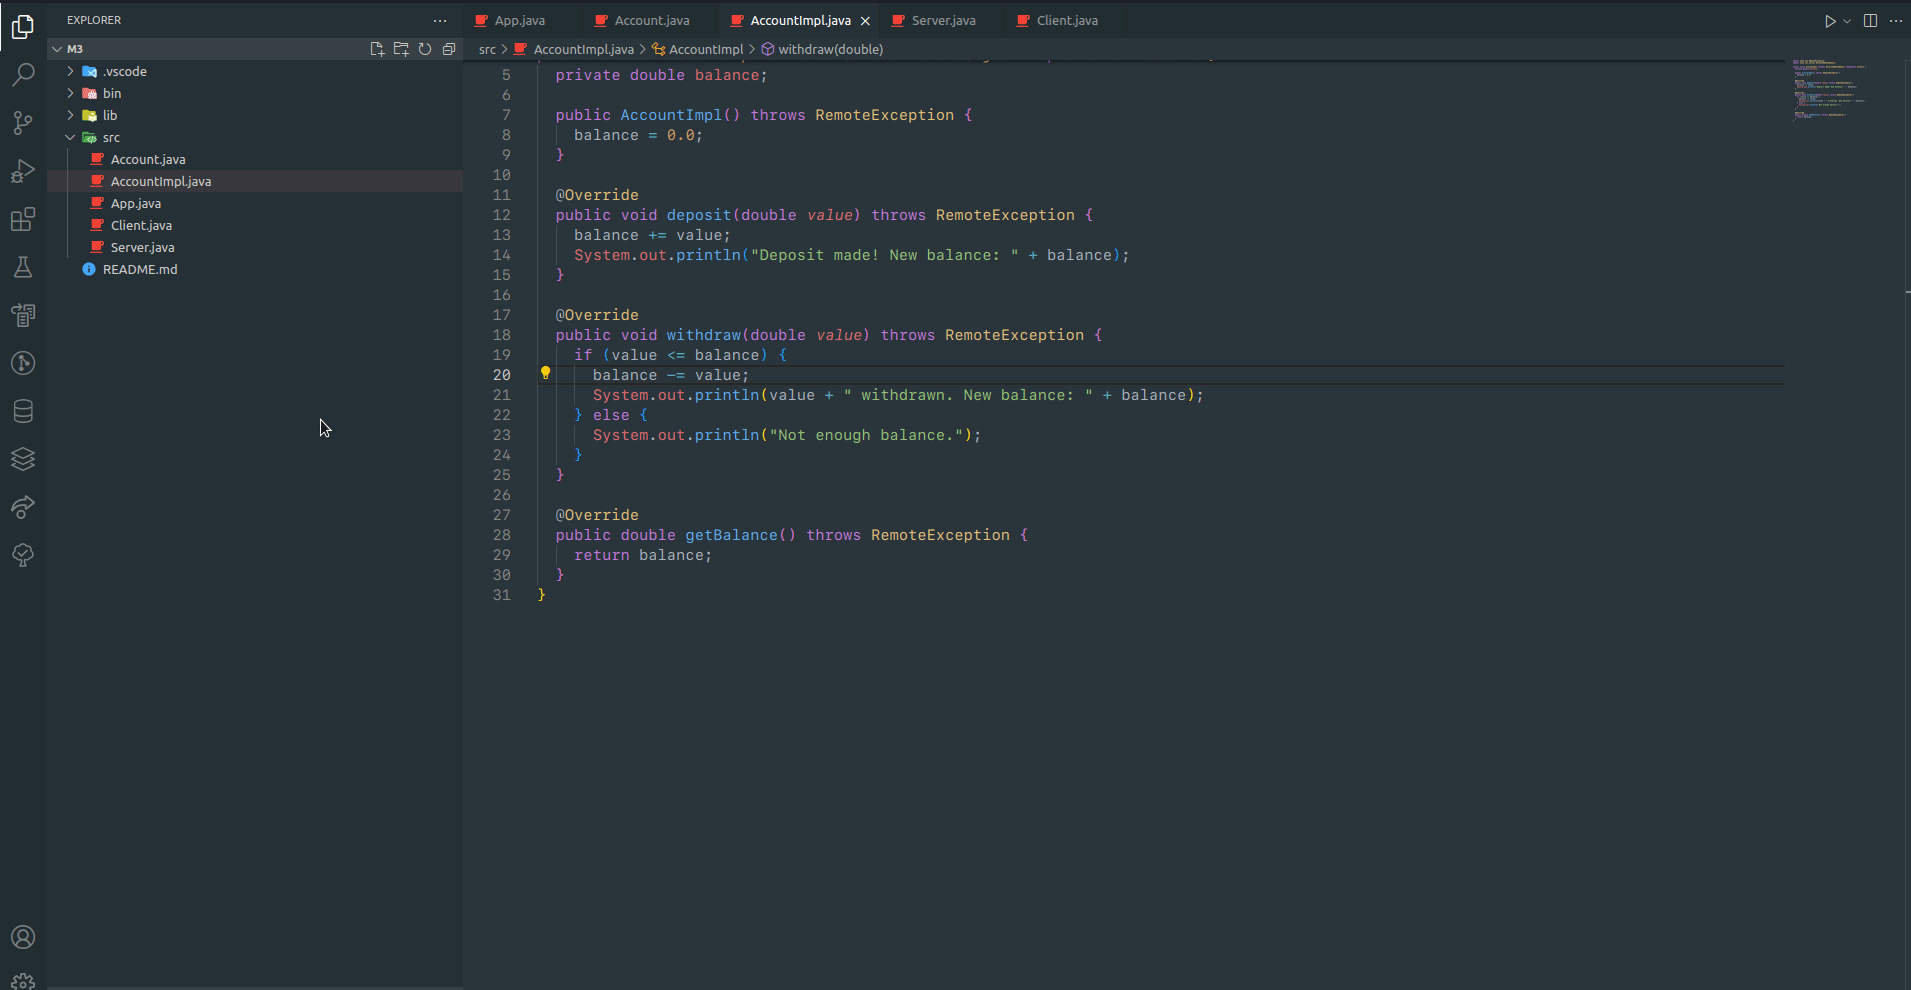 EXPLORER
M3
.vscode
bin
lib
src
Account.java
AccountImpl.java
App.java
Client.java
Server.java
README.md
App.java Account.java AccountImpl.java Server.java Client.java
src > AccountImpl.java > AccountImpl > withdraw(double)
5 private double balance;
6
7 public AccountImpl() throws RemoteException {
8 balance = 0.0;
9 }
10
11 @Override
12 public void deposit(double value) throws RemoteException {
13 balance += value;
14 System.out.println("Deposit made! New balance: " + balance);
15 }
16
17 @Override
18 public void withdraw(double value) throws RemoteException {
19 if (value <= balance) {
20 balance -= value;
21 System.out.println(value + " withdrawn. New balance: " + balance);
22 } else {
23 System.out.println("Not enough balance.");
24 }
25 }
26
27 @Override
28 public double getBalance() throws RemoteException {
29 return balance;
30 }
31 }